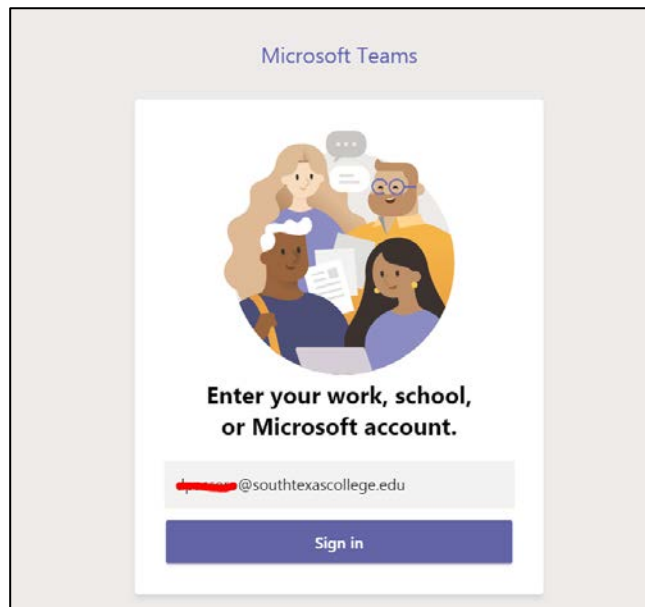 Microsoft Teams
Enter your work, school,
or Microsoft account.
@southtexascollege.edu
Sign in